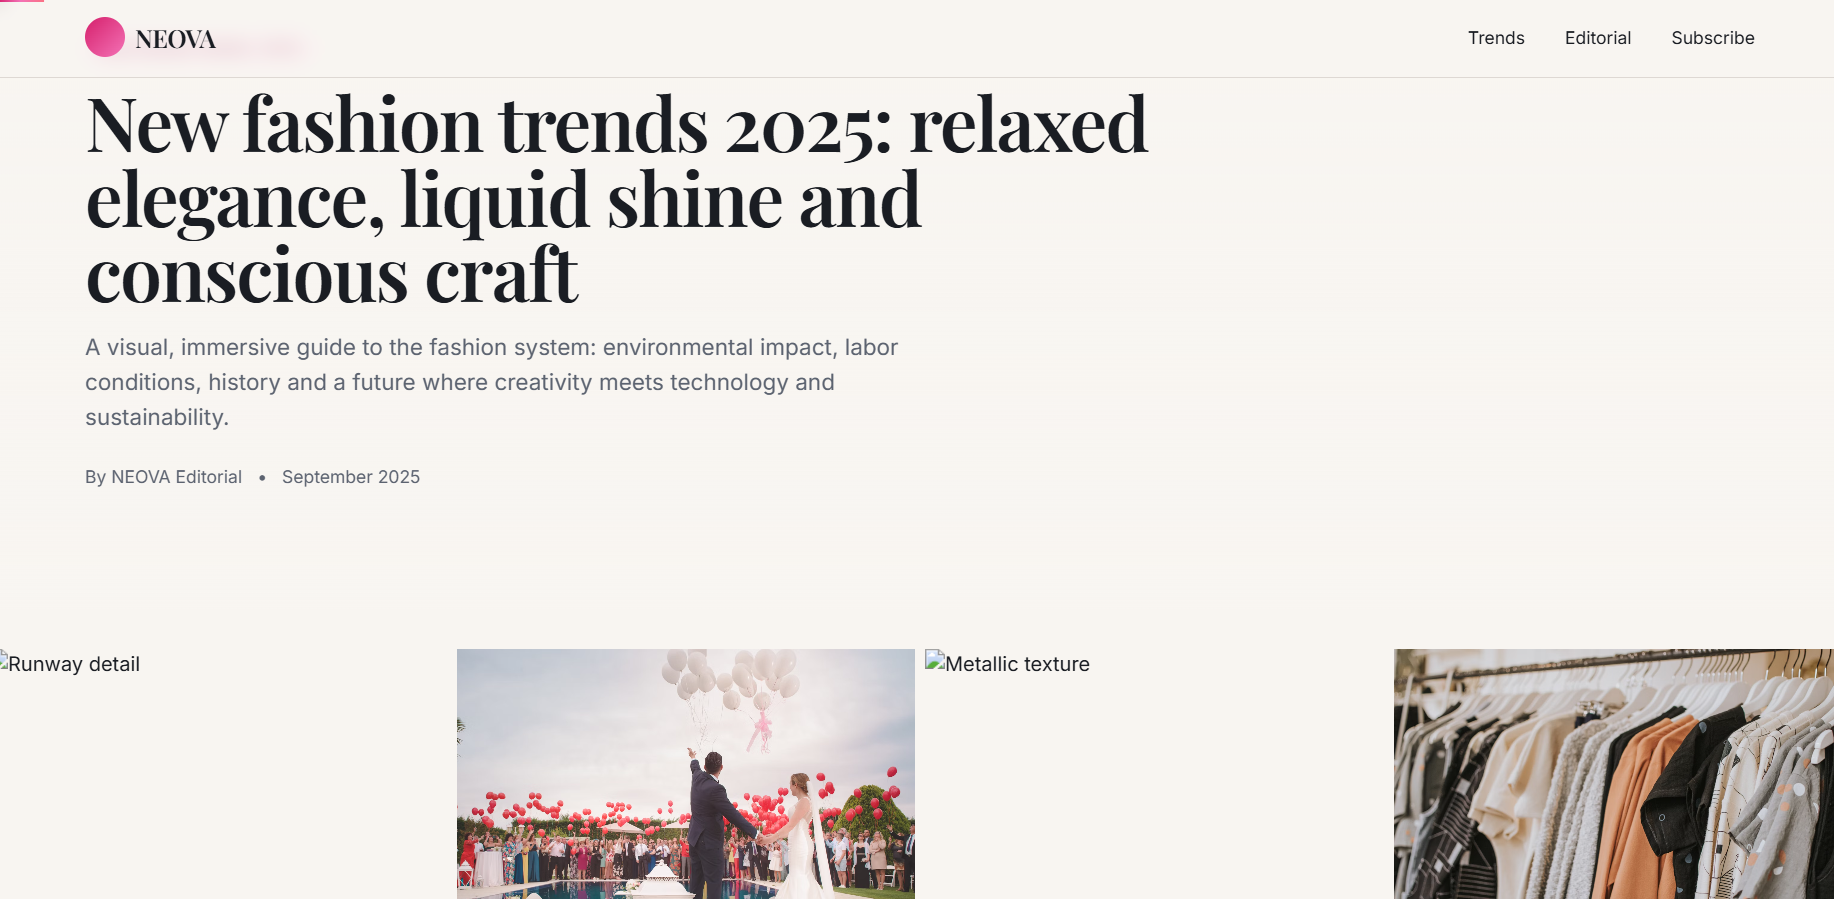 NEOVA
Trends
Editorial
Subscribe
New fashion trends 2025: relaxed
elegance, liquid shine and
conscious craft
A visual, immersive guide to the fashion system: environmental impact, labor
conditions, history and a future where creativity meets technology and
sustainability.
By NEOVA Editorial • September 2025
Runway detail
Metallic texture